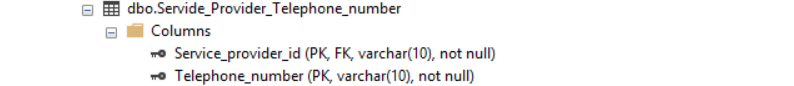 dbo.Servide_Provider_Telephone_number
Columns
Service_provider_id (PK, FK, varchar(10), not null)
Telephone_number (PK, varchar(10), not null)